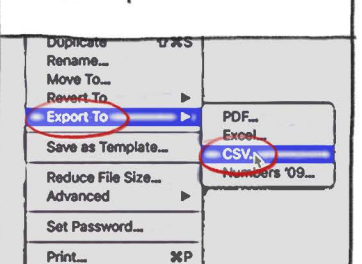 Duplicate ⇧⌘S
Rename...
Move To...
Revert To ▶
Export To ▶
Save as Template...
Reduce File Size...
Advanced ▶
Set Password...
Print... ⌘P
PDF...
Excel...
CSV...
Numbers '09...